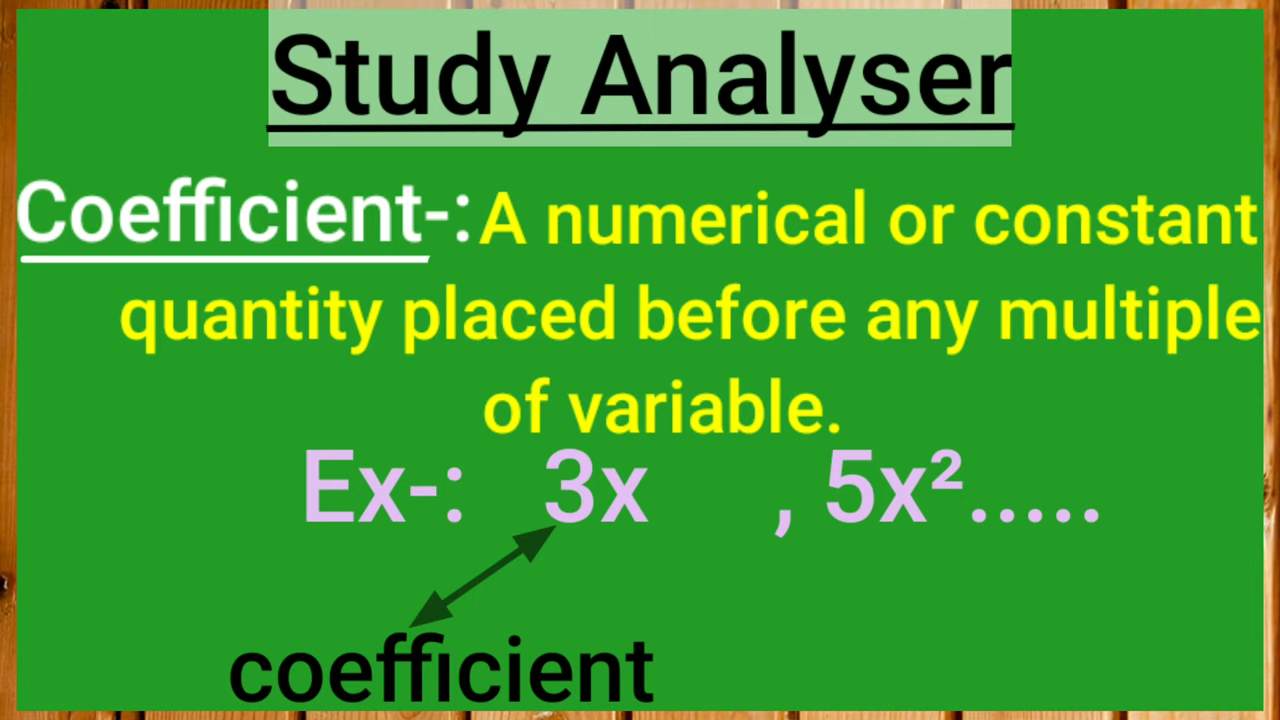 Study Analyser
Coefficient-: A numerical or constant
quantity placed before any multiple
of variable.
Ex-: 3x , 5x².....
coefficient